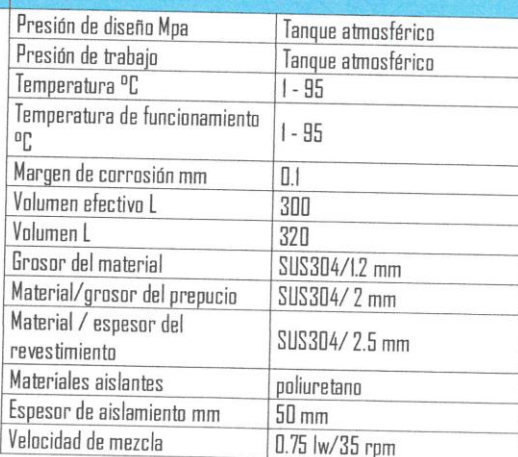 Presión de diseño Mpa Tanque atmosférico
Presión de trabajo Tanque atmosférico
Temperatura ºC 1 - 95
Temperatura de funcionamiento
ºC 1 - 95
Margen de corrosión mm 0.1
Volumen efectivo L 300
Volumen L 320
Grosor del material SUS304/1.2 mm
Material/grosor del prepucio SUS304/ 2 mm
Material / espesor del
revestimiento SUS304/ 2.5 mm
Materiales aislantes poliuretano
Espesor de aislamiento mm 50 mm
Velocidad de mezcla 0.75 lw/35 rpm